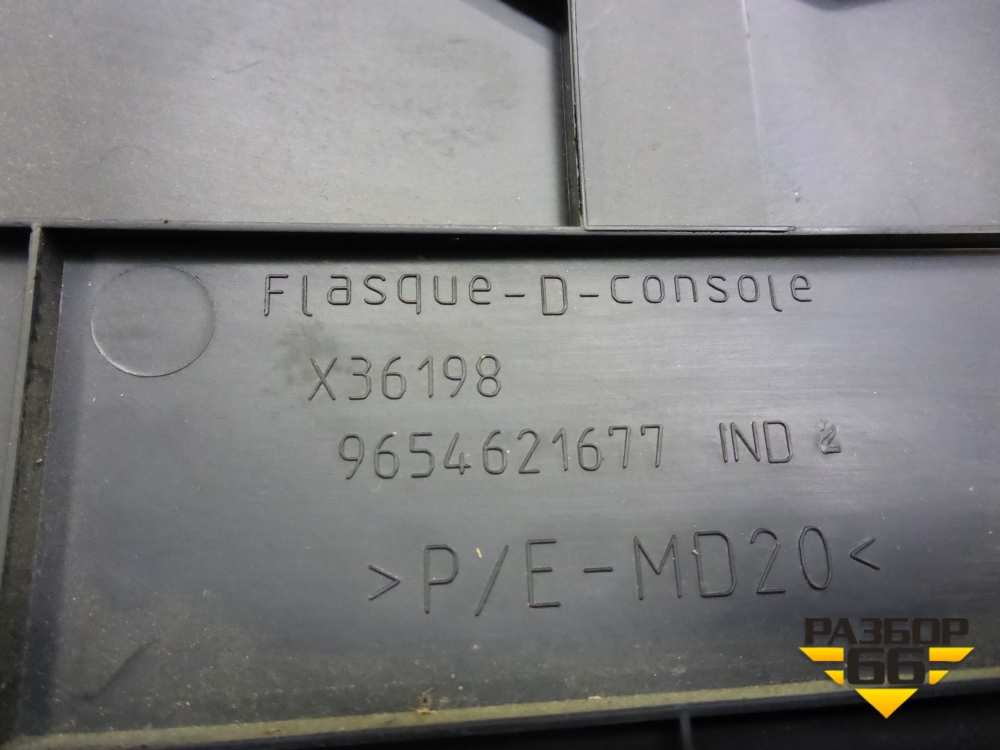 Flasque-D-console
X36198
9654621677 IND 2
>P/E-MD20<
РАЗБОР
66